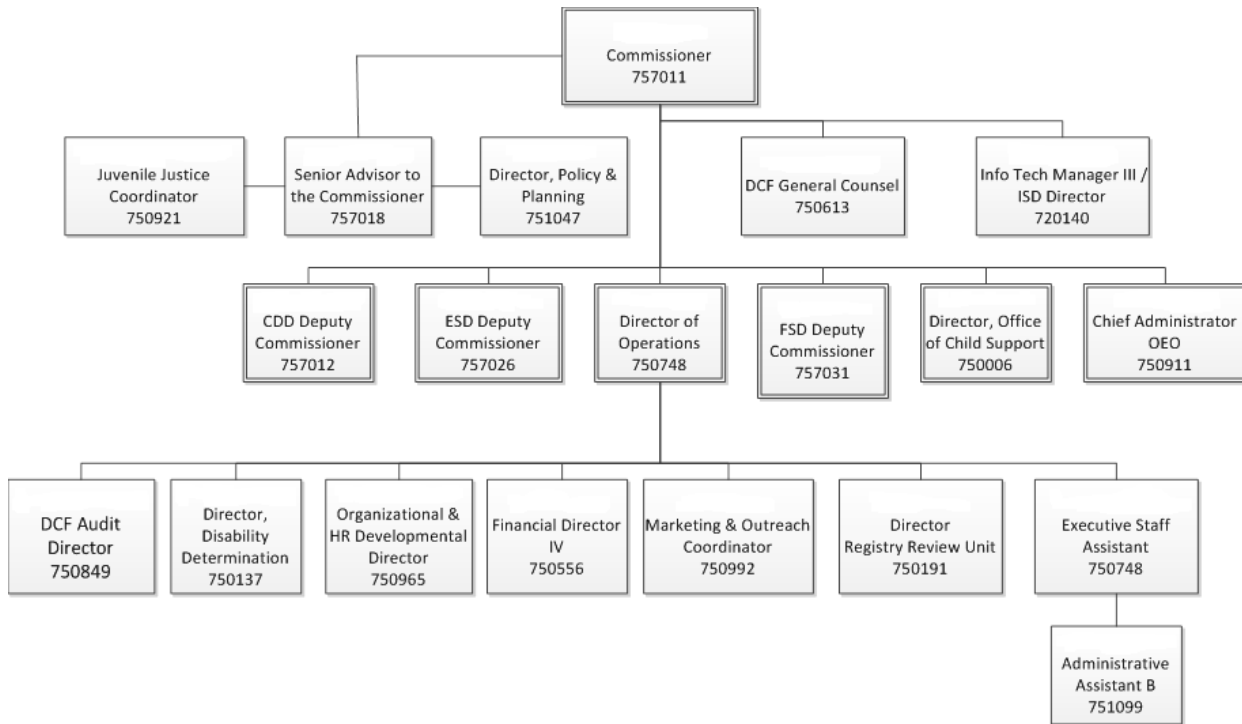 Commissioner
757011
Juvenile Justice
Coordinator
750921
Senior Advisor to
the Commissioner
757018
Director, Policy &
Planning
751047
DCF General Counsel
750613
Info Tech Manager III /
ISD Director
720140
CDD Deputy
Commissioner
757012
ESD Deputy
Commissioner
757026
Director of
Operations
750748
FSD Deputy
Commissioner
757031
Director, Office
of Child Support
750006
Chief Administrator
OEO
750911
DCF Audit
Director
750849
Director,
Disability
Determination
750137
Organizational &
HR Developmental
Director
750965
Financial Director
IV
750556
Marketing & Outreach
Coordinator
750992
Director
Registry Review Unit
750191
Executive Staff
Assistant
750748
Administrative
Assistant B
751099